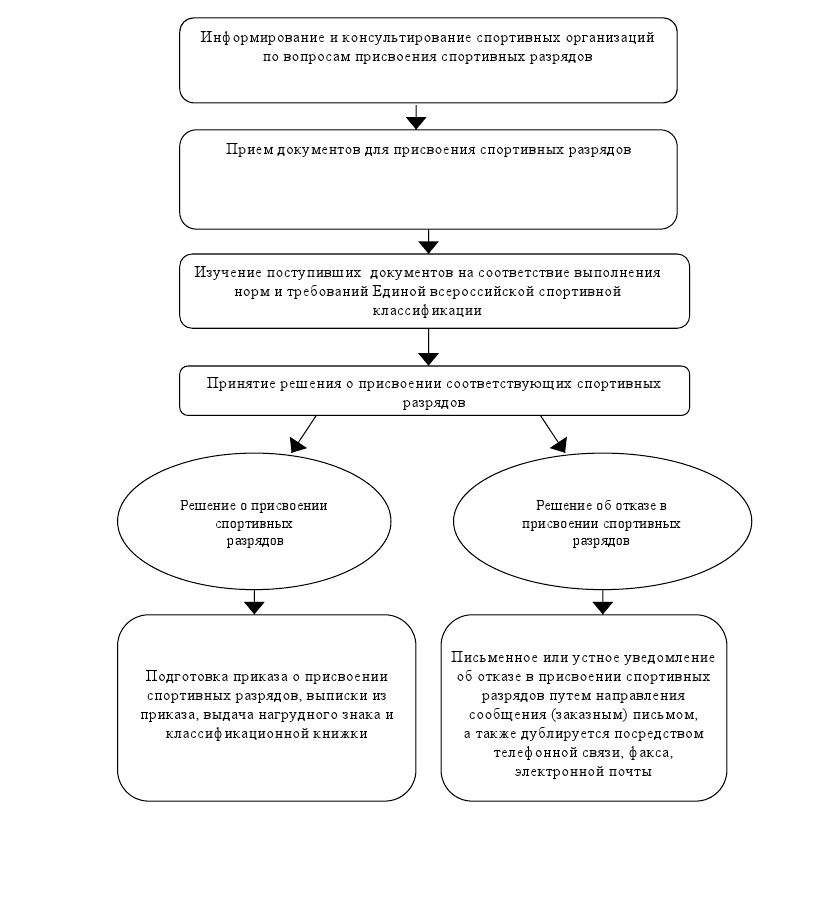 Информирование и консультирование спортивных организаций
по вопросам присвоения спортивных разрядов
Прием документов для присвоения спортивных разрядов
Изучение поступивших документов на соответствие выполнения
норм и требований Единой всероссийской спортивной
классификации
Принятие решения о присвоении соответствующих спортивных
разрядов
Решение о присвоении
спортивных
разрядов
Решение об отказе в
присвоении спортивных
разрядов
Подготовка приказа о присвоении
спортивных разрядов, выписки из
приказа, выдача нагрудного знака и
классификационной книжки
Письменное или устное уведомление
об отказе в присвоении спортивных
разрядов путем направления
сообщения (заказным) письмом,
а также дублируется посредством
телефонной связи, факса,
электронной почты